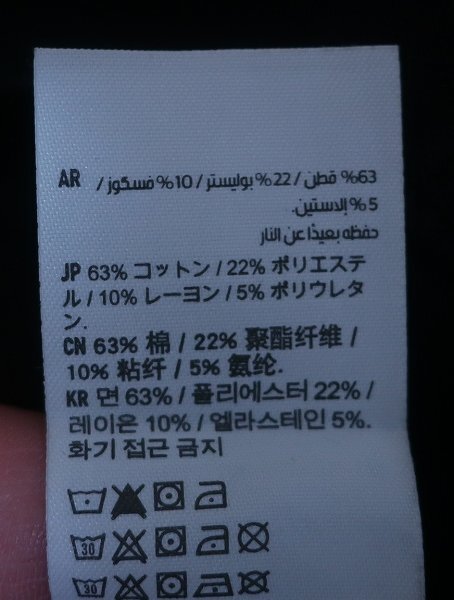 AR 63% قطن / 22% بوليستر / 10% فسكوز /
5% إلاستين.
حفظه بعيدًا عن النار
JP 63% コットン / 22% ポリエステ
ル / 10% レーヨン / 5% ポリウレタ
ン.
CN 63% 棉 / 22% 聚酯纤维 /
10% 粘纤 / 5% 氨纶.
KR 면 63% / 폴리에스터 22% /
레이온 10% / 엘라스테인 5%.
화기 접근 금지
30
30